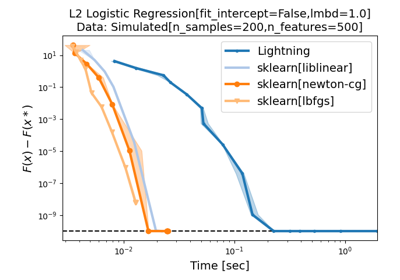 L2 Logistic Regression[fit_intercept=False,lmbd=1.0]
Data: Simulated[n_samples=200,n_features=500]
Lightning
sklearn[liblinear]
sklearn[newton-cg]
sklearn[lbfgs]
F(x) − F(x*)
10¹
10⁻¹
10⁻³
10⁻⁵
10⁻⁷
10⁻⁹
10⁻² 10⁻¹ 10⁰
Time [sec]